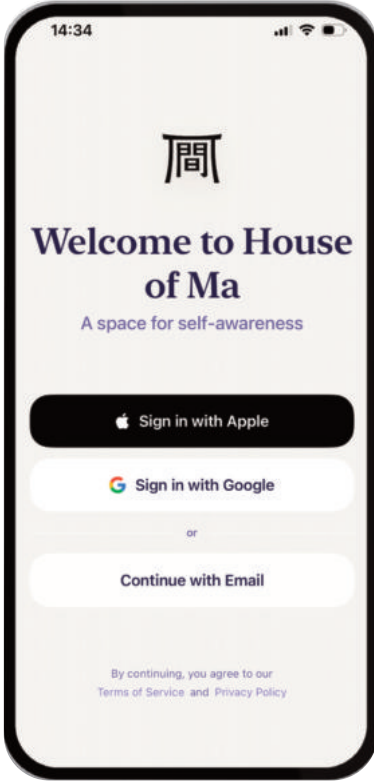 14:34
間
Welcome to House
of Ma
A space for self-awareness
Sign in with Apple
Sign in with Google
or
Continue with Email
By continuing, you agree to our
Terms of Service and Privacy Policy